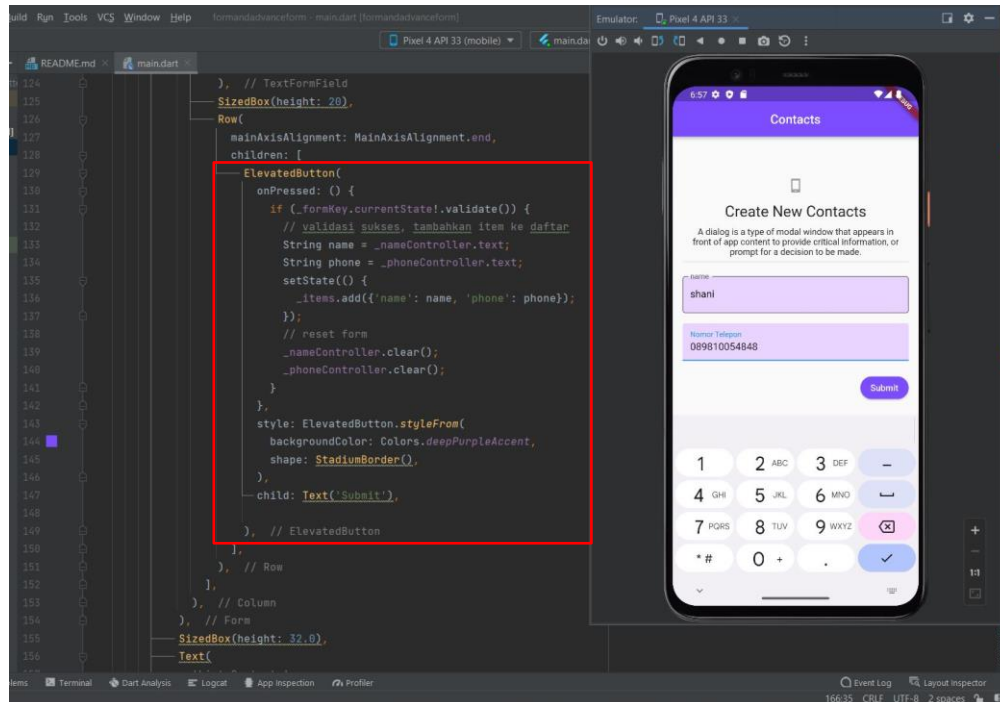 uild Run Tools VCS Window Help formandadvanceform - main.dart [formandadvanceform]
Pixel 4 API 33 (mobile) main.da
README.md main.dart
124 ), // TextFormField
125 SizedBox(height: 20),
126 Row(
127 mainAxisAlignment: MainAxisAlignment.end,
128 children: [
129 ElevatedButton(
130 onPressed: () {
131 if (_formKey.currentState!.validate()) {
132 // validasi sukses, tambahkan item ke daftar
133 String name = _nameController.text;
134 String phone = _phoneController.text;
135 setState(() {
136 _items.add({'name': name, 'phone': phone});
137 });
138 // reset form
139 _nameController.clear();
140 _phoneController.clear();
141 }
142 },
143 style: ElevatedButton.styleFrom(
144 backgroundColor: Colors.deepPurpleAccent,
145 shape: StadiumBorder(),
146 ),
147 child: Text('Submit'),
148
149 ), // ElevatedButton
150 ],
151 ), // Row
152 ],
153 ), // Column
154 ), // Form
155 SizedBox(height: 32.0),
156 Text(
lems Terminal Dart Analysis Logcat App Inspection Profiler
Event Log Layout Inspector
166:35 CRLF UTF-8 2 spaces
Emulator: Pixel 4 API 33
6:57
Contacts
Create New Contacts
A dialog is a type of modal window that appears in
front of app content to provide critical information, or
prompt for a decision to be made.
name
shani
Nomor Telepon
089810054848
Submit
1 2 ABC 3 DEF –
4 GHI 5 JKL 6 MNO
7 PQRS 8 TUV 9 WXYZ
* # 0 + .
1:1